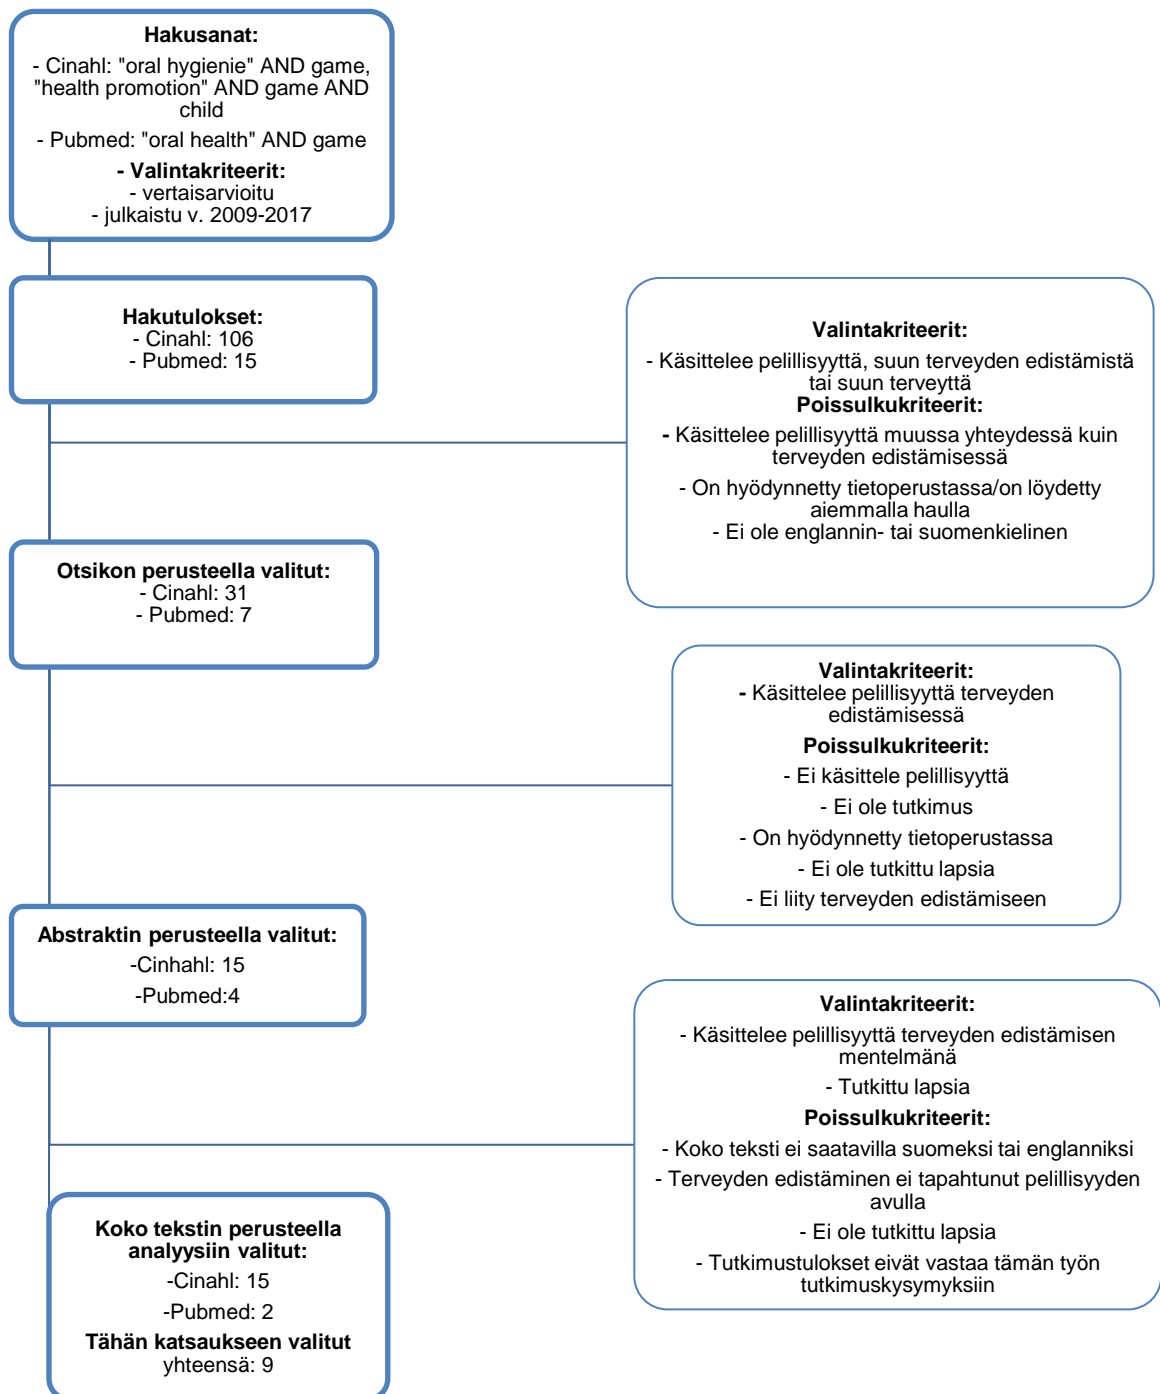 Hakusanat:
- Cinahl: "oral hygienie" AND game,
"health promotion" AND game AND
child
- Pubmed: "oral health" AND game
- Valintakriteerit:
- vertaisarvioitu
- julkaistu v. 2009-2017
Hakutulokset:
- Cinahl: 106
- Pubmed: 15
Valintakriteerit:
- Käsittelee pelillisyyttä, suun terveyden edistämistä
tai suun terveyttä
Poissulkukriteerit:
- Käsittelee pelillisyyttä muussa yhteydessä kuin
terveyden edistämisessä
- On hyödynnetty tietoperustassa/on löydetty
aiemmalla haulla
- Ei ole englannin- tai suomenkielinen
Otsikon perusteella valitut:
- Cinahl: 31
- Pubmed: 7
Valintakriteerit:
- Käsittelee pelillisyyttä terveyden
edistämisessä
Poissulkukriteerit:
- Ei käsittele pelillisyyttä
- Ei ole tutkimus
- On hyödynnetty tietoperustassa
- Ei ole tutkittu lapsia
- Ei liity terveyden edistämiseen
Abstraktin perusteella valitut:
-Cinhahl: 15
-Pubmed:4
Valintakriteerit:
- Käsittelee pelillisyyttä terveyden edistämisen
mentelmänä
- Tutkittu lapsia
Poissulkukriteerit:
- Koko teksti ei saatavilla suomeksi tai englanniksi
- Terveyden edistäminen ei tapahtunut pelillisyyden
avulla
- Ei ole tutkittu lapsia
- Tutkimustulokset eivät vastaa tämän työn
tutkimuskysymyksiin
Koko tekstin perusteella
analyysiin valitut:
-Cinahl: 15
-Pubmed: 2
Tähän katsaukseen valitut
yhteensä: 9